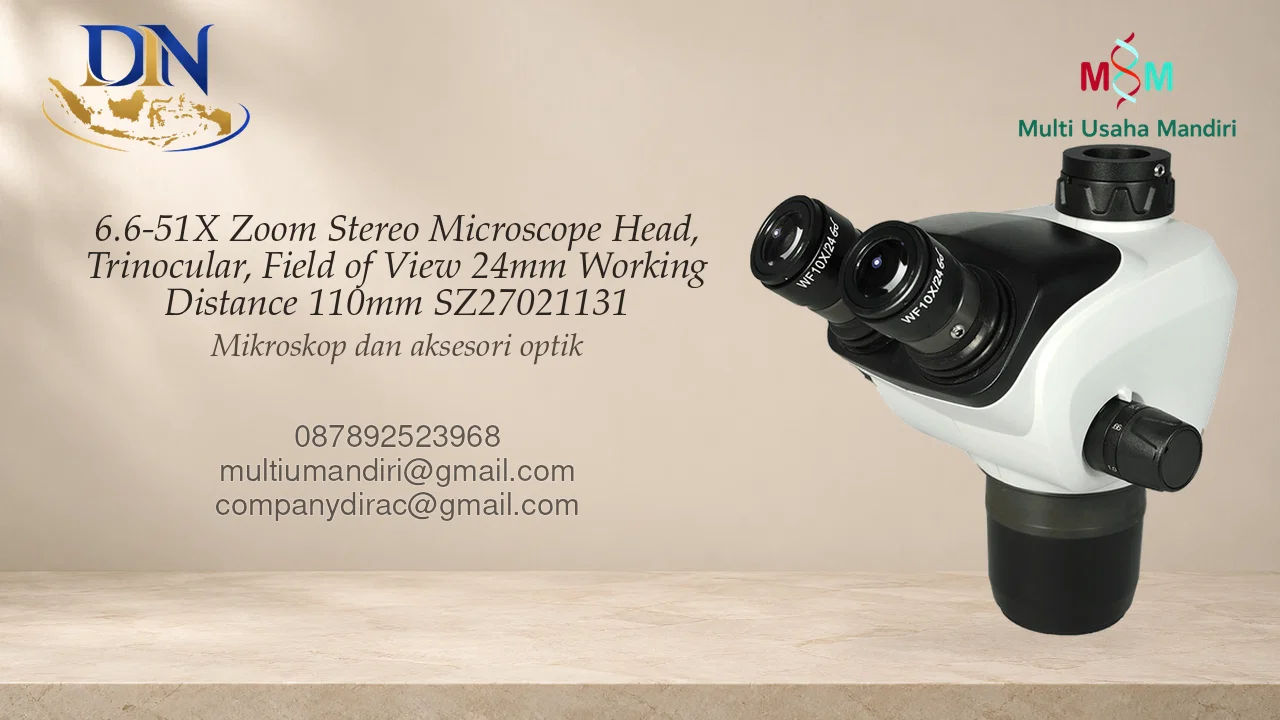 DN
M M
Multi Usaha Mandiri
6.6-51X Zoom Stereo Microscope Head,
Trinocular, Field of View 24mm Working
Distance 110mm SZ27021131
Mikroskop dan aksesori optik
087892523968
multiumandiri@gmail.com
companydirac@gmail.com
WF10X/24
WF10X/24